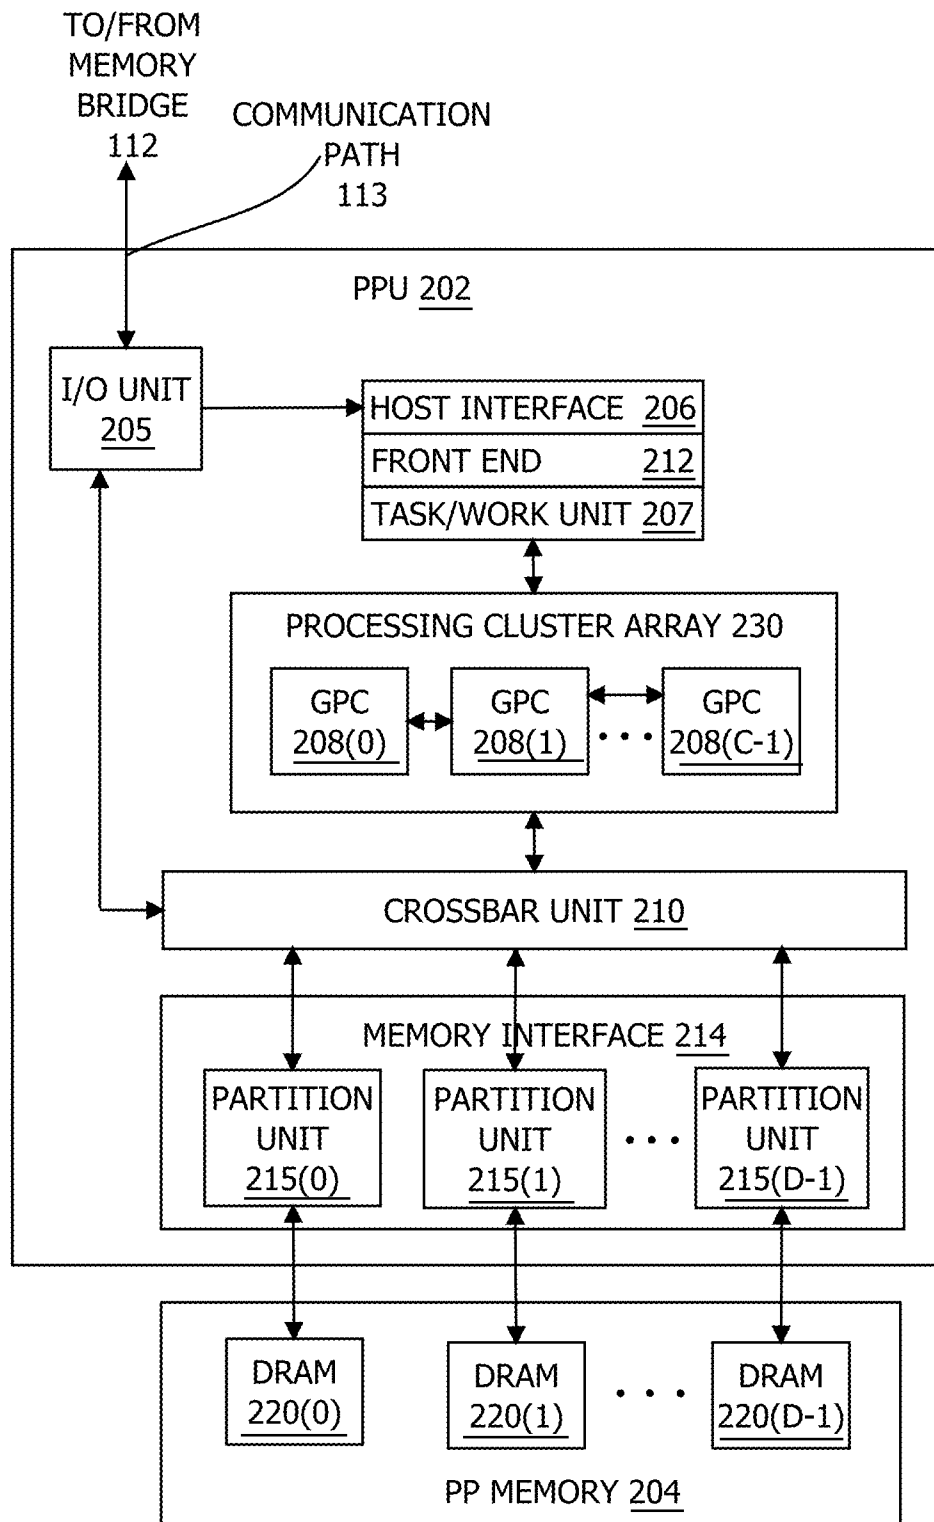 TO/FROM
MEMORY
BRIDGE
112
COMMUNICATION
PATH
113
PPU 202
I/O UNIT
205
HOST INTERFACE 206
FRONT END 212
TASK/WORK UNIT 207
PROCESSING CLUSTER ARRAY 230
GPC
208(0)
GPC
208(1)
GPC
208(C-1)
CROSSBAR UNIT 210
MEMORY INTERFACE 214
PARTITION
UNIT
215(0)
PARTITION
UNIT
215(1)
PARTITION
UNIT
215(D-1)
DRAM
220(0)
DRAM
220(1)
DRAM
220(D-1)
PP MEMORY 204